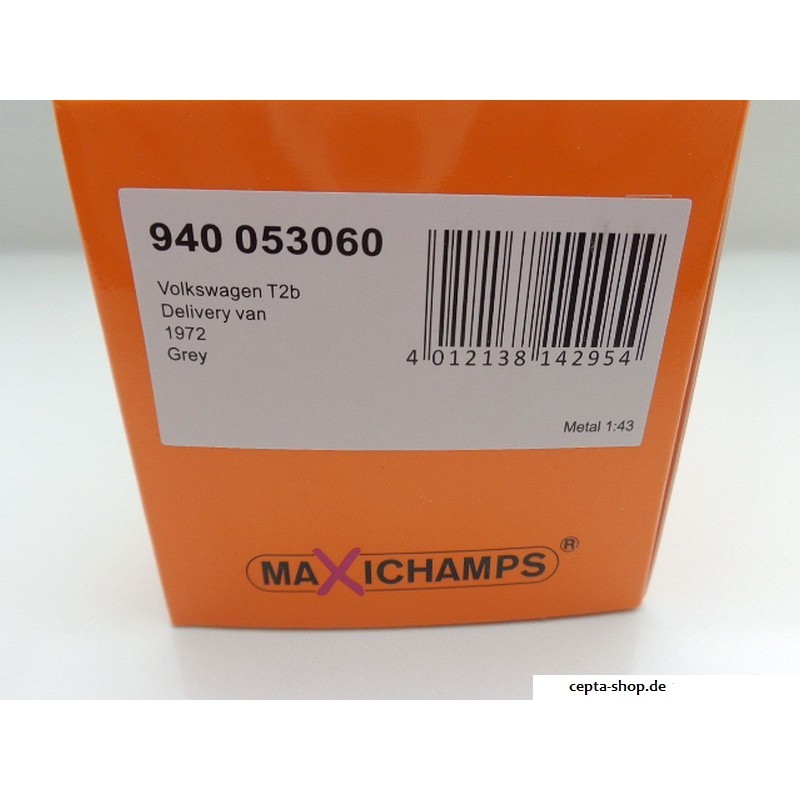 940 053060
Volkswagen T2b
Delivery van
1972
Grey
4 012138 142954
Metal 1:43
MAXICHAMPS®
cepta-shop.de